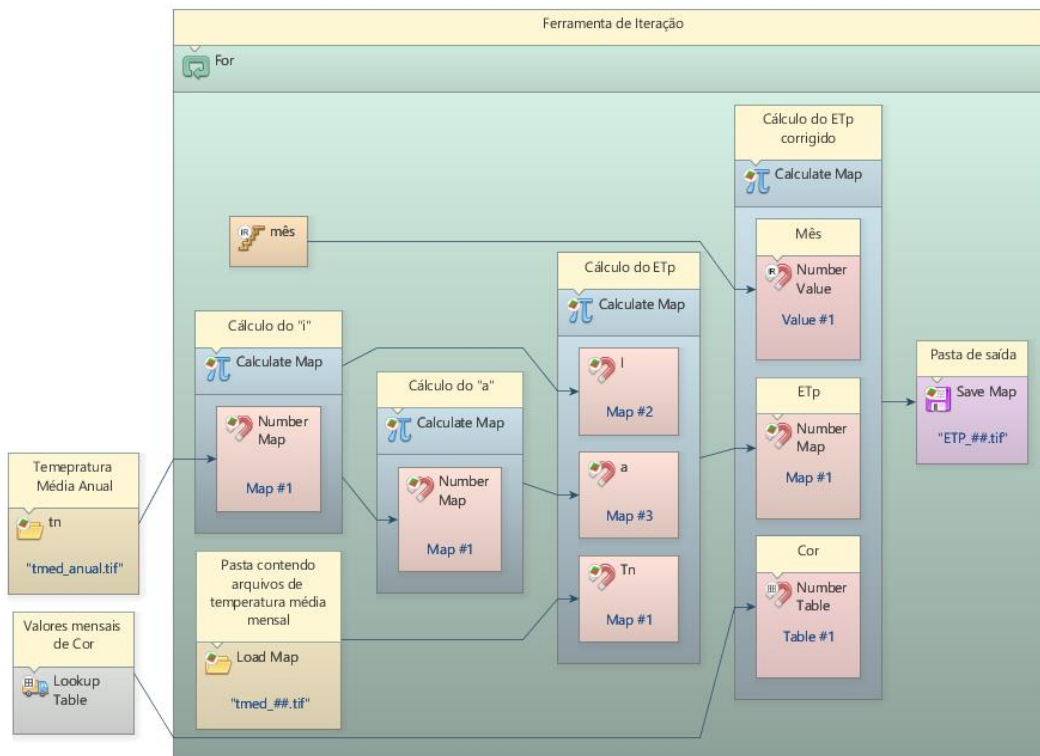 Ferramenta de Iteração
For
Cálculo do ETp
corrigido
Calculate Map
Mês
Number
Value
Value #1
mês
Cálculo do ETp
Calculate Map
I
Map #2
a
Map #3
Tn
Map #1
Cálculo do "i"
Calculate Map
Number
Map
Map #1
Cálculo do "a"
Calculate Map
Number
Map
Map #1
ETp
Number
Map
Map #1
Pasta de saída
Save Map
"ETP_##.tif"
Temepratura
Média Anual
tn
"tmed_anual.tif"
Pasta contendo
arquivos de
temperatura média
mensal
Load Map
"tmed_##.tif"
Cor
Number
Table
Table #1
Valores mensais
de Cor
Lookup
Table